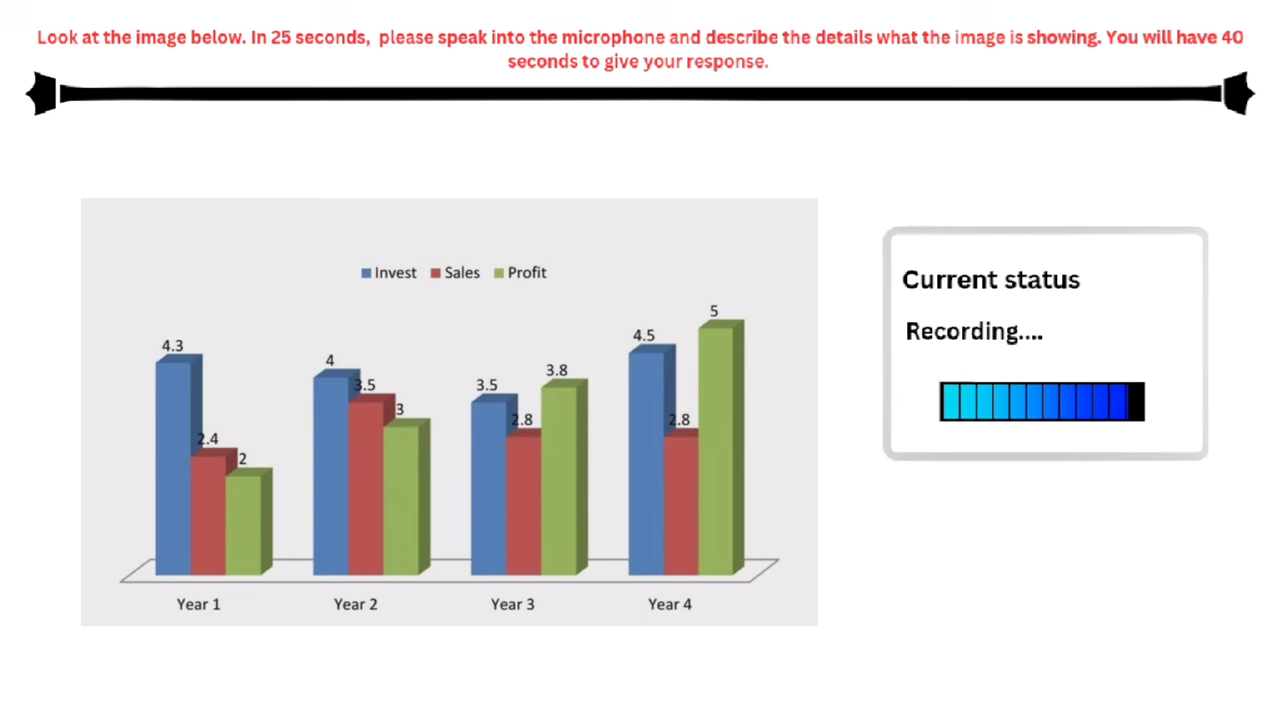 Look at the image below. In 25 seconds, please speak into the microphone and describe the details what the image is showing. You will have 40
seconds to give your response.
Invest Sales Profit
4.3 2.4 2
4 3.5 3
3.5 2.8 3.8
4.5 2.8 5
Year 1 Year 2 Year 3 Year 4
Current status
Recording....